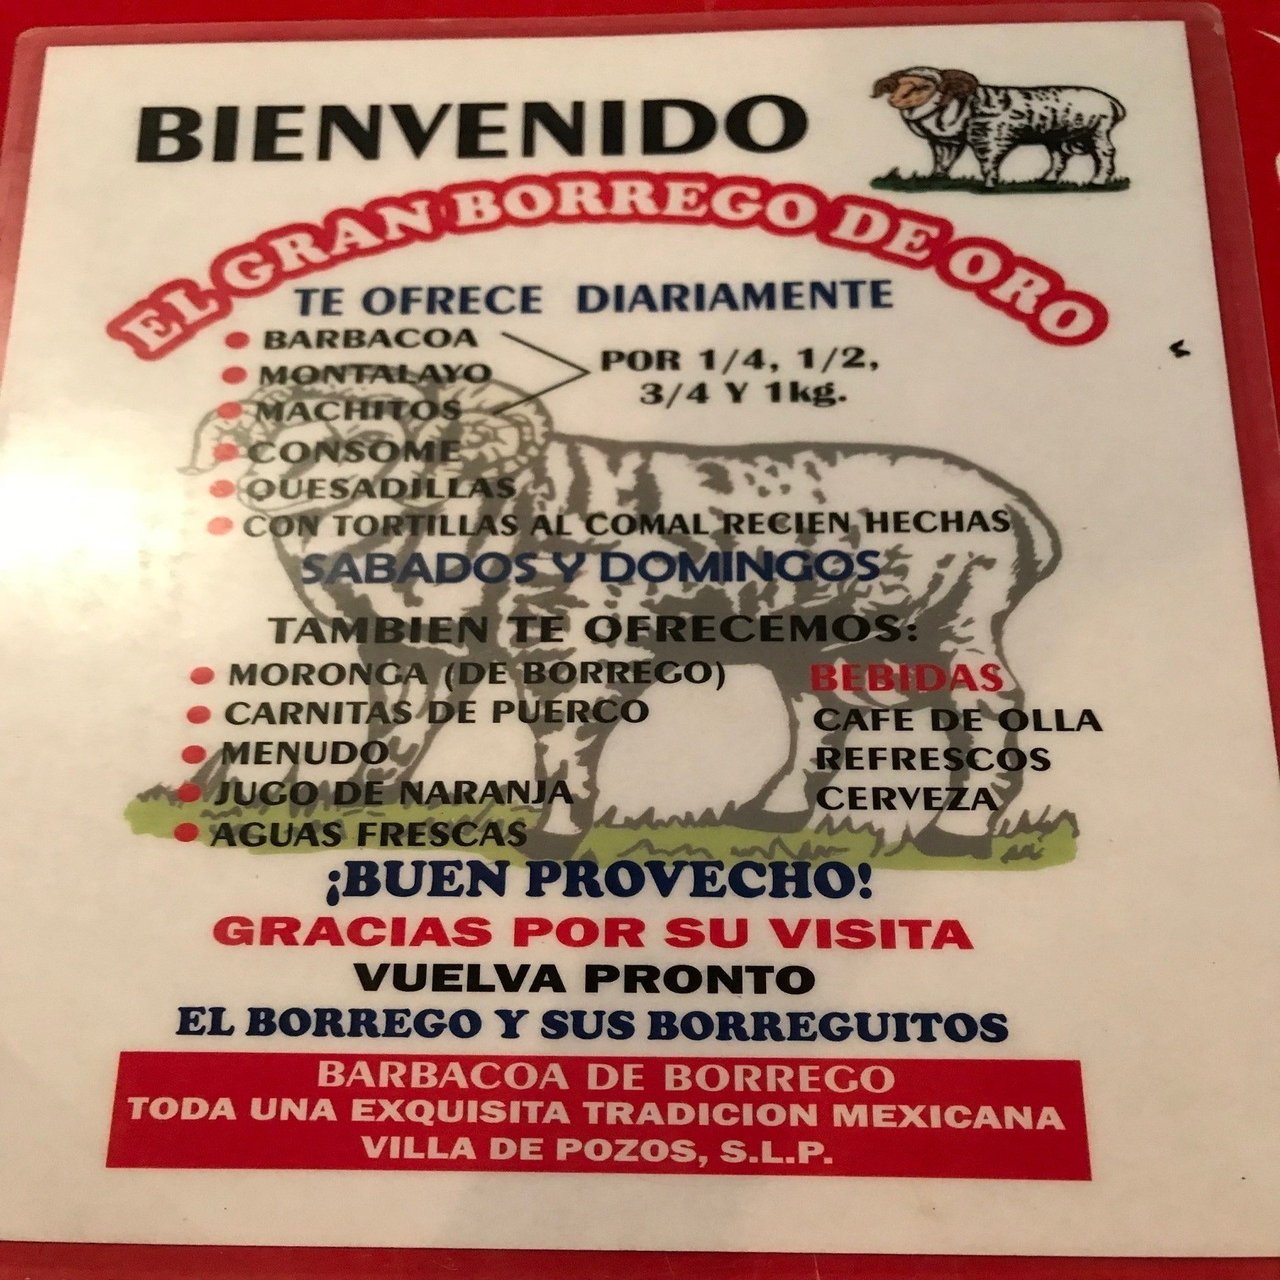 BIENVENIDO
EL GRAN BORREGO DE ORO
TE OFRECE DIARIAMENTE
BARBACOA
MONTALAYO
MACHITOS
POR 1/4, 1/2,
3/4 Y 1kg.
CONSOME
QUESADILLAS
CON TORTILLAS AL COMAL RECIEN HECHAS
SABADOS Y DOMINGOS
TAMBIEN TE OFRECEMOS:
MORONGA (DE BORREGO)
CARNITAS DE PUERCO
MENUDO
JUGO DE NARANJA
AGUAS FRESCAS
BEBIDAS
CAFE DE OLLA
REFRESCOS
CERVEZA
¡BUEN PROVECHO!
GRACIAS POR SU VISITA
VUELVA PRONTO
EL BORREGO Y SUS BORREGUITOS
BARBACOA DE BORREGO
TODA UNA EXQUISITA TRADICION MEXICANA
VILLA DE POZOS, S.L.P.